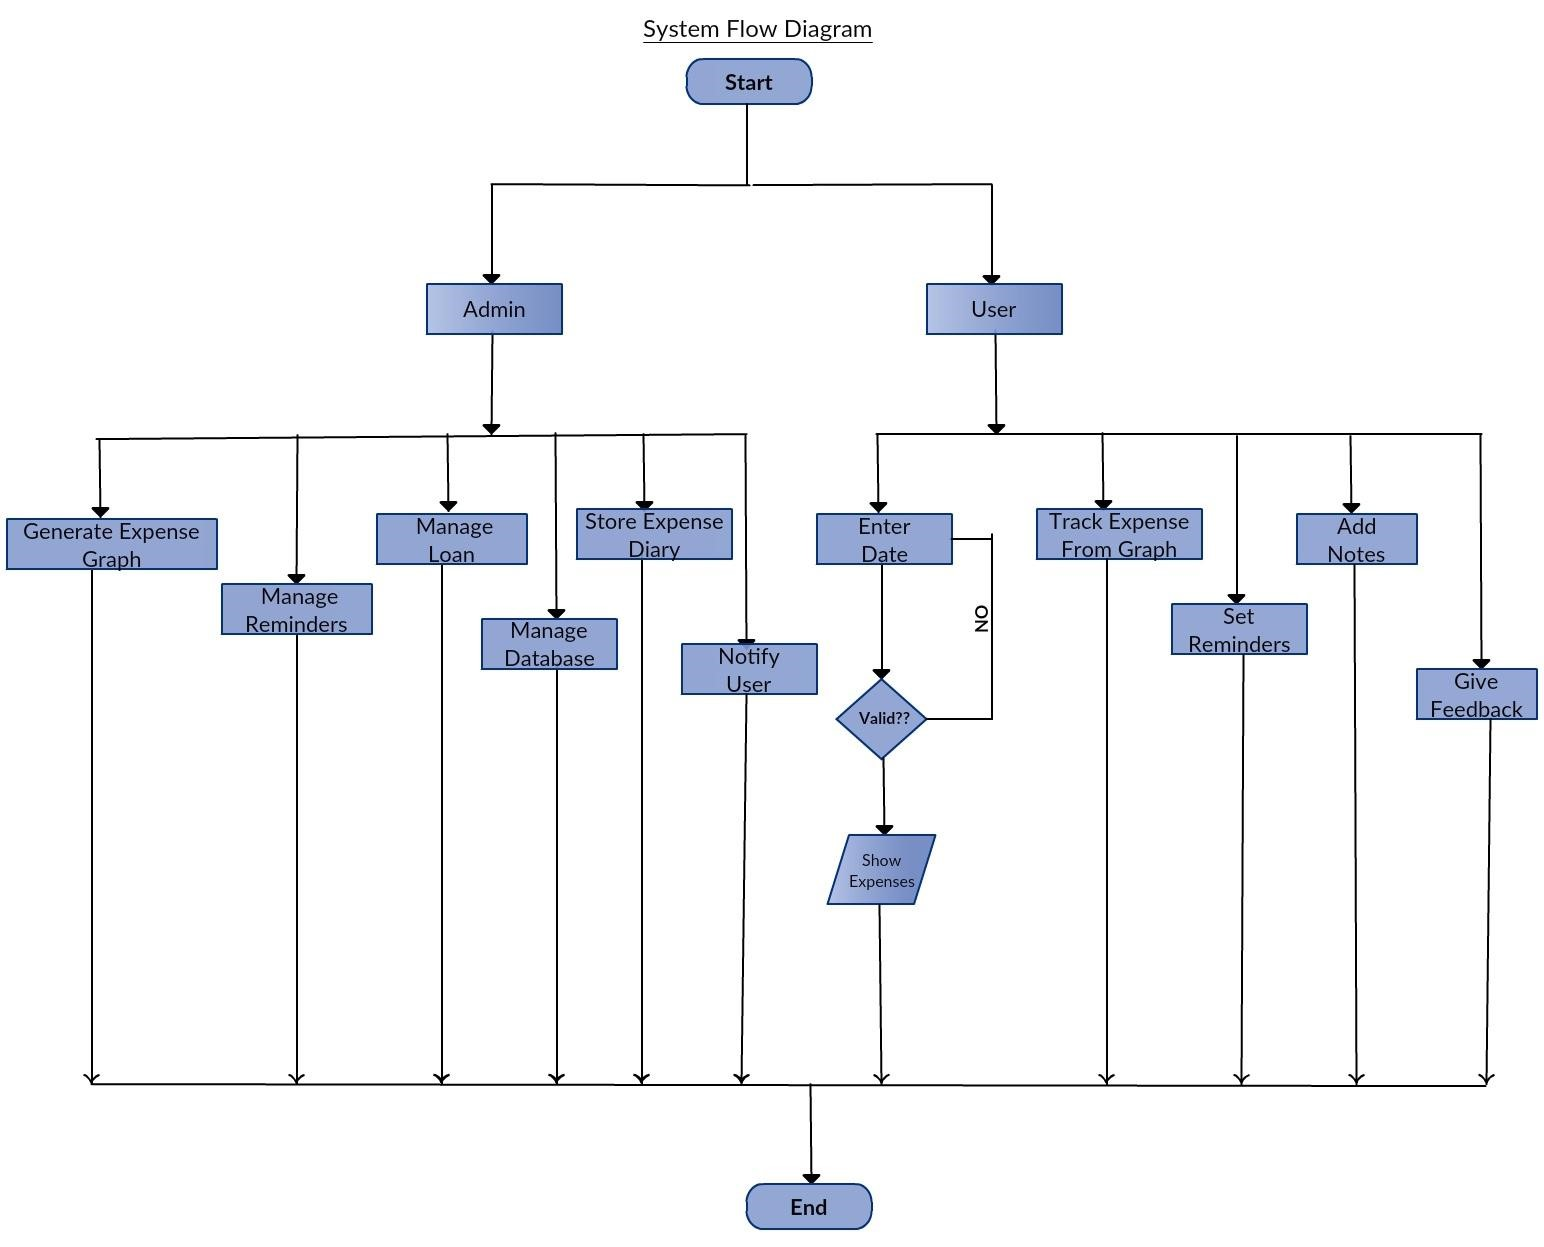 System Flow Diagram
Start
Admin
User
Generate Expense
Graph
Manage
Reminders
Manage
Loan
Manage
Database
Store Expense
Diary
Notify
User
Enter
Date
NO
Valid??
Show
Expenses
Track Expense
From Graph
Set
Reminders
Add
Notes
Give
Feedback
End